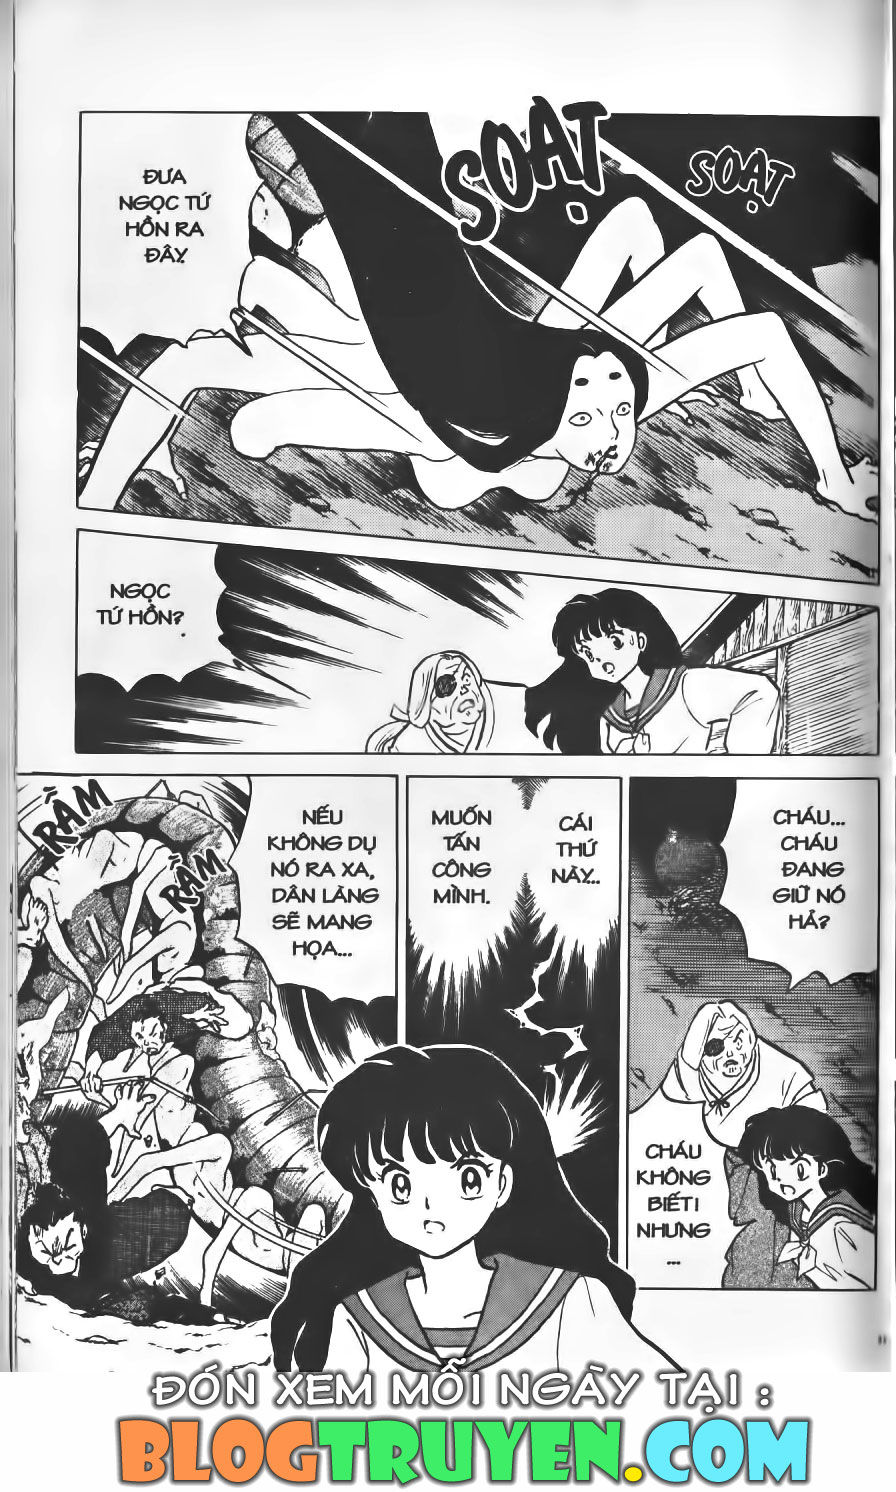 ĐƯA
NGỌC TỨ
HỒN RA
ĐÂY.
SOẠT
SOẠT
NGỌC
TỨ HỒN?
CHÁU...
CHÁU
ĐANG
GIỮ NÓ
HẢ?
CHÁU
KHÔNG
BIẾT!
NHƯNG
...
CÁI
THỨ
NÀY...
MUỐN
TẤN
CÔNG
MÌNH.
NẾU
KHÔNG DỤ
NÓ RA XA,
DÂN LÀNG
SẼ MANG
HỌA...
RẦM
RẦM
ĐÓN XEM MỖI NGÀY TẠI :
BLOGTRUYEN.COM